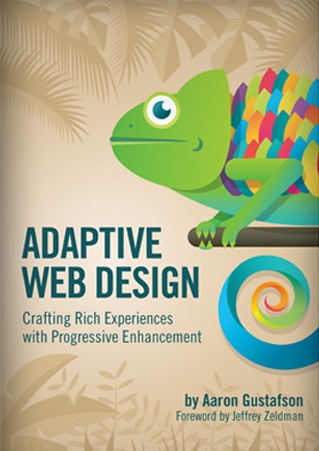 ADAPTIVE
WEB DESIGN
Crafting Rich Experiences
with Progressive Enhancement
by Aaron Gustafson
Foreword by Jeffrey Zeldman